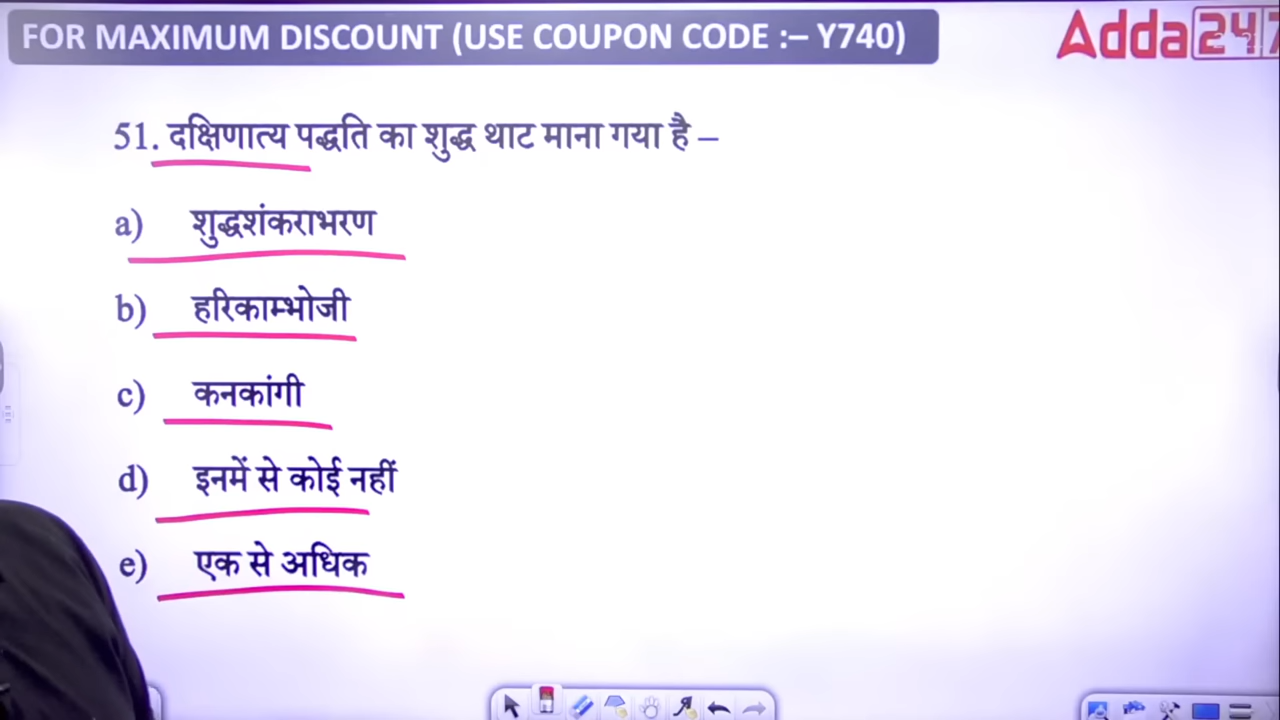 FOR MAXIMUM DISCOUNT (USE COUPON CODE :– Y740)
Adda247
51. दक्षिणात्य पद्धति का शुद्ध थाट माना गया है –
a) शुद्धशंकराभरण
b) हरिकाम्भोजी
c) कनकांगी
d) इनमें से कोई नहीं
e) एक से अधिक